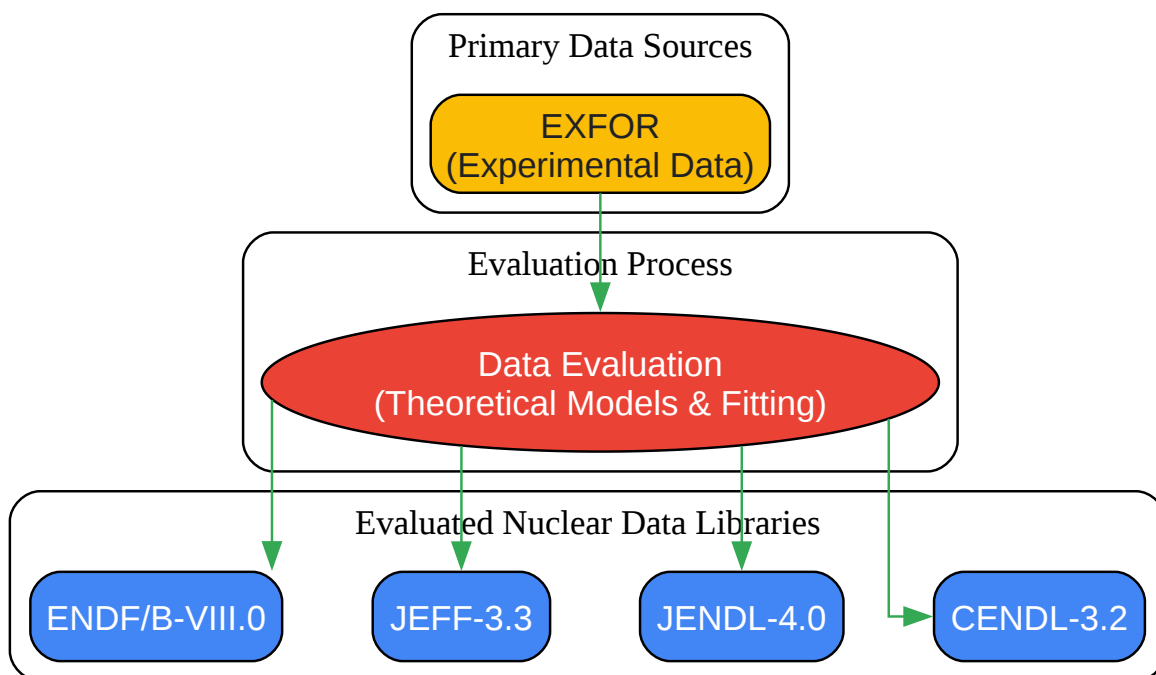 Primary Data Sources
EXFOR
(Experimental Data)
Evaluation Process
Data Evaluation
(Theoretical Models & Fitting)
Evaluated Nuclear Data Libraries
ENDF/B-VIII.0
JEFF-3.3
JENDL-4.0
CENDL-3.2